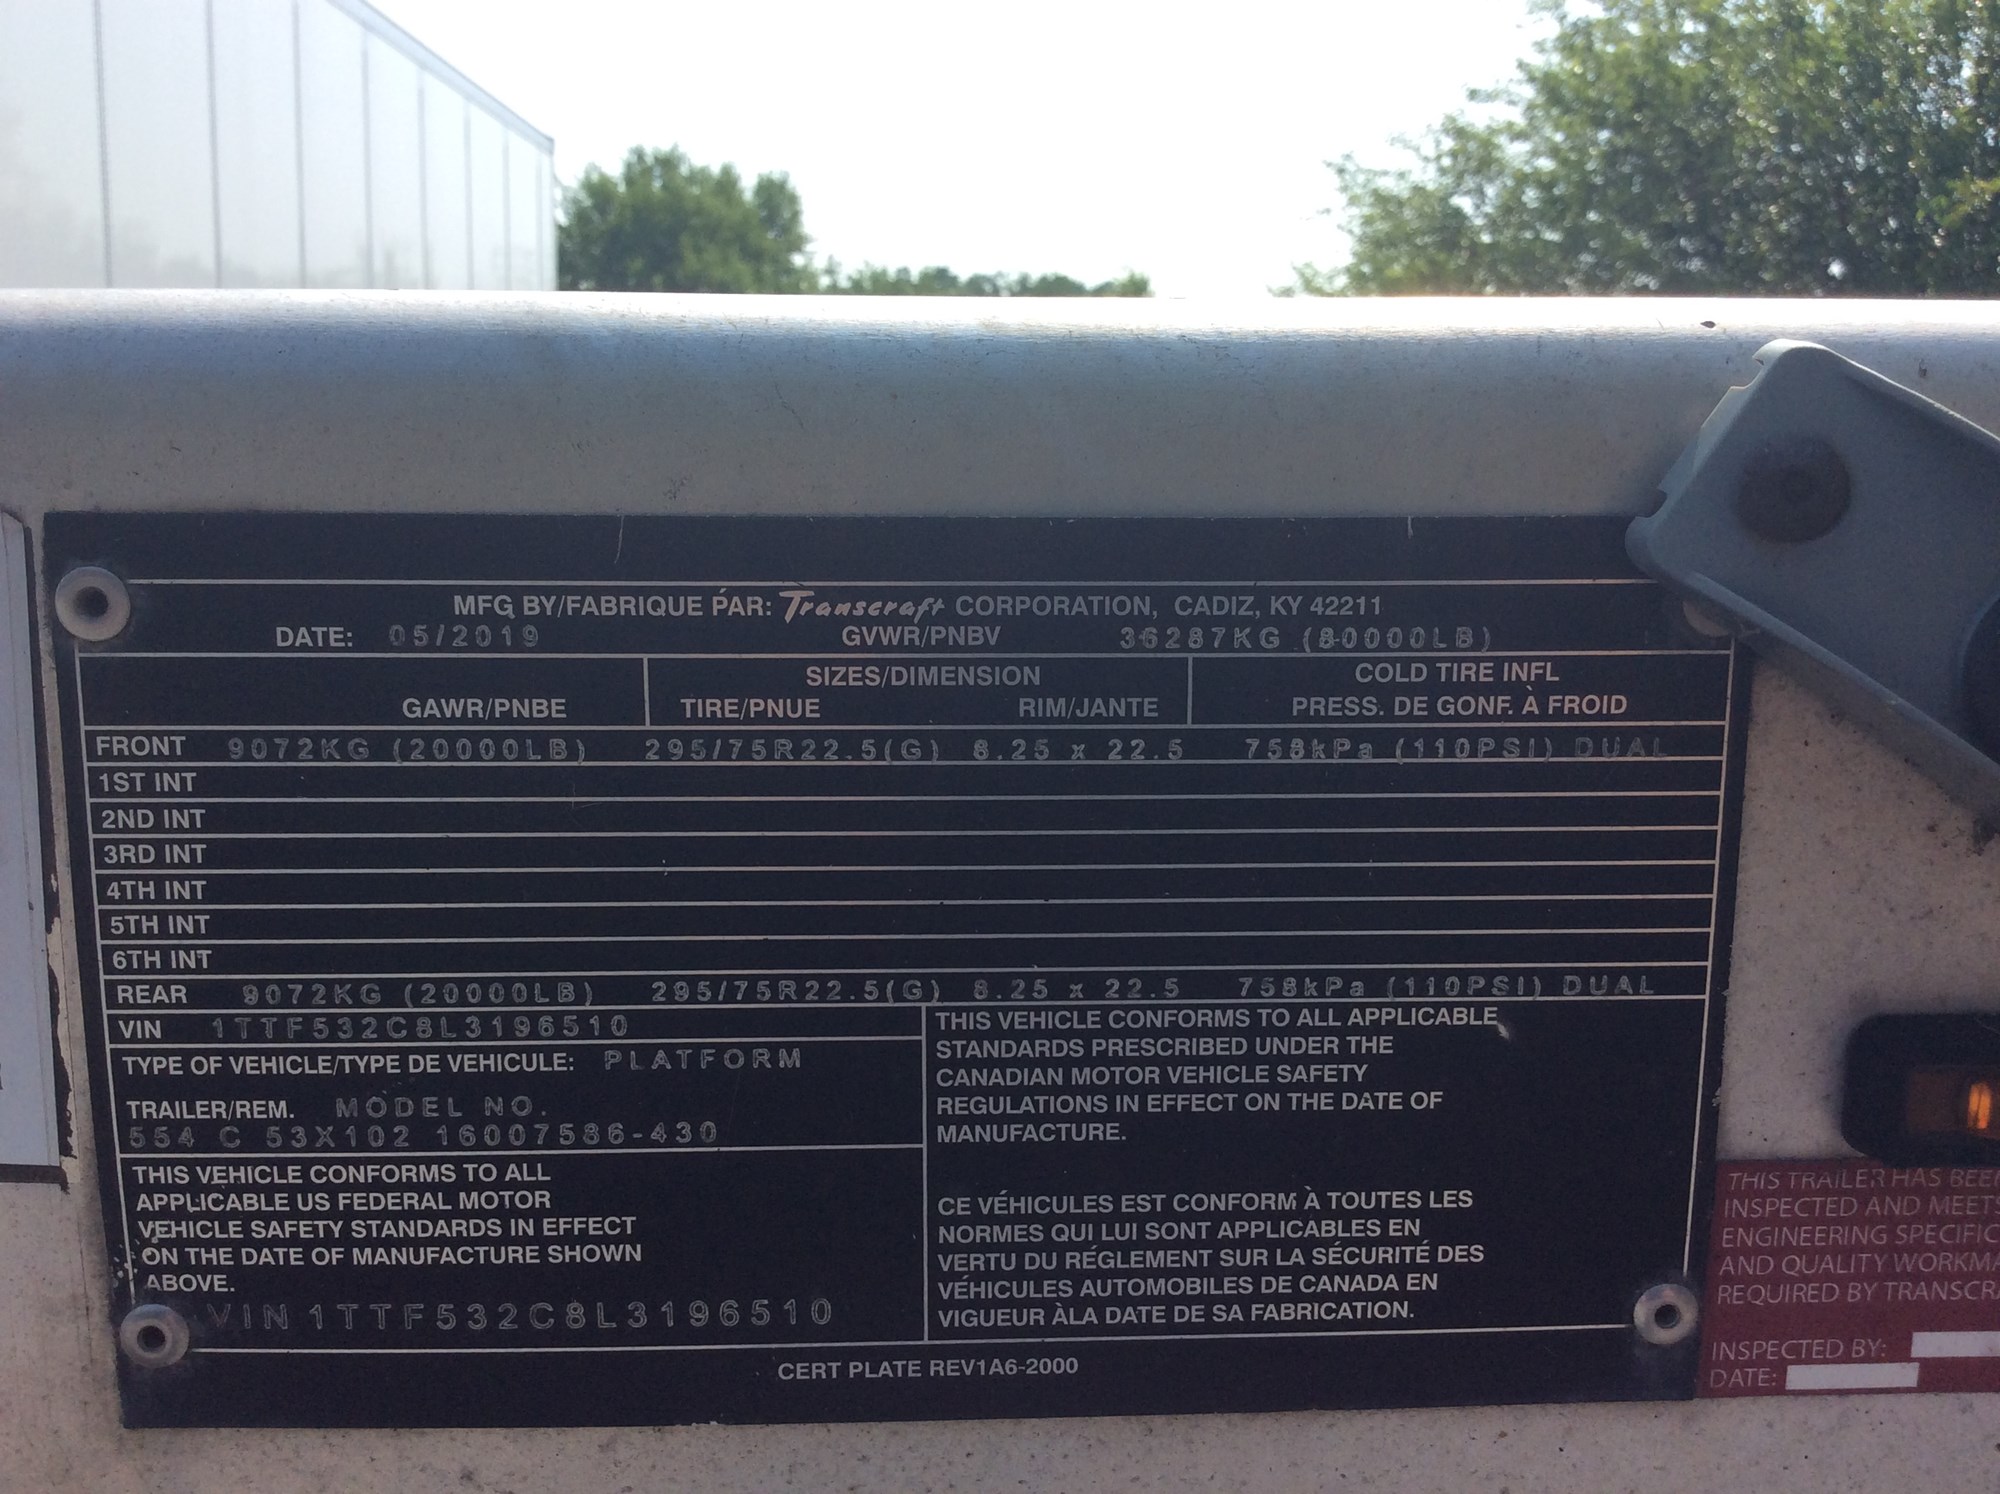 MFG BY/FABRIQUE PAR: Transcraft CORPORATION, CADIZ, KY 42211
DATE: 05/2019 GVWR/PNBV 36287KG (80000LB)
SIZES/DIMENSION COLD TIRE INFL
GAWR/PNBE TIRE/PNUE RIM/JANTE PRESS. DE GONF. À FROID
FRONT 9072KG (20000LB) 295/75R22.5(G) 8.25 x 22.5 758kPa (110PSI) DUAL
1ST INT
2ND INT
3RD INT
4TH INT
5TH INT
6TH INT
REAR 9072KG (20000LB) 295/75R22.5(G) 8.25 x 22.5 758kPa (110PSI) DUAL
VIN 1TTF532C8L3196510
TYPE OF VEHICLE/TYPE DE VEHICULE: PLATFORM
TRAILER/REM. MODEL NO.
554 C 53X102 16007586-430
THIS VEHICLE CONFORMS TO ALL
APPLICABLE US FEDERAL MOTOR
VEHICLE SAFETY STANDARDS IN EFFECT
ON THE DATE OF MANUFACTURE SHOWN
ABOVE.
VIN 1TTF532C8L3196510
THIS VEHICLE CONFORMS TO ALL APPLICABLE
STANDARDS PRESCRIBED UNDER THE
CANADIAN MOTOR VEHICLE SAFETY
REGULATIONS IN EFFECT ON THE DATE OF
MANUFACTURE.
CE VÉHICULES EST CONFORM À TOUTES LES
NORMES QUI LUI SONT APPLICABLES EN
VERTU DU RÉGLEMENT SUR LA SÉCURITÉ DES
VÉHICULES AUTOMOBILES DE CANADA EN
VIGUEUR ÀLA DATE DE SA FABRICATION.
CERT PLATE REV1A6-2000
THIS TRAILER HAS BEEN
INSPECTED AND MEETS
ENGINEERING SPECIFIC
AND QUALITY WORKMA
REQUIRED BY TRANSCRA
INSPECTED BY:
DATE: